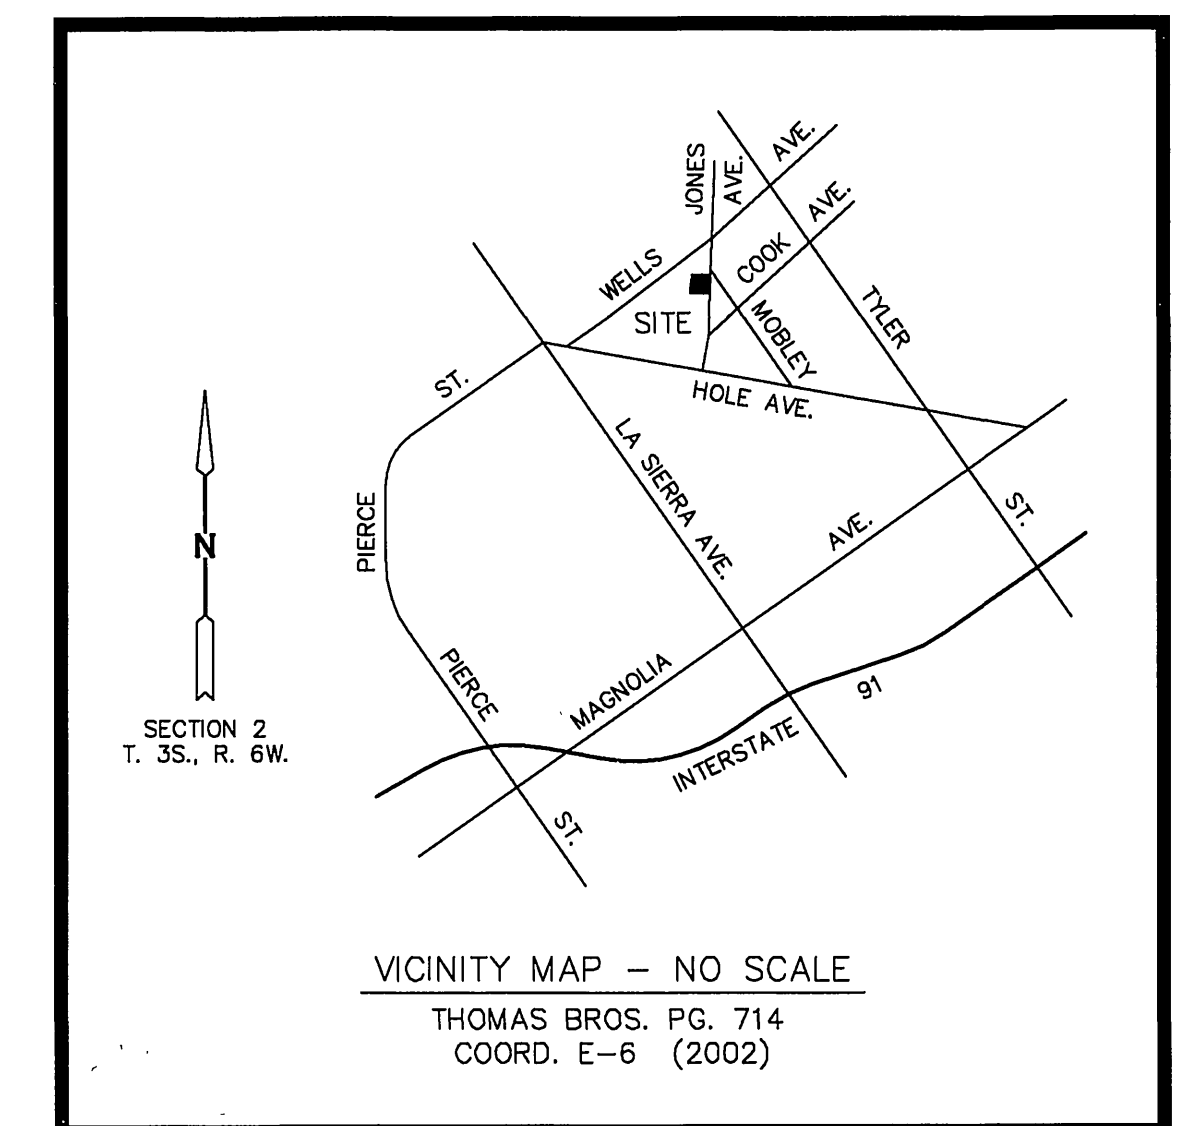 JONES
AVE.
AVE.
WELLS
COOK
AVE.
SITE
MOBLEY
TYLER
ST.
HOLE AVE.
LA SIERRA AVE.
PIERCE
N
ST.
AVE.
PIERCE
MAGNOLIA
91
SECTION 2
T. 3S., R. 6W.
INTERSTATE
ST.
VICINITY MAP – NO SCALE
THOMAS BROS. PG. 714
COORD. E–6 (2002)